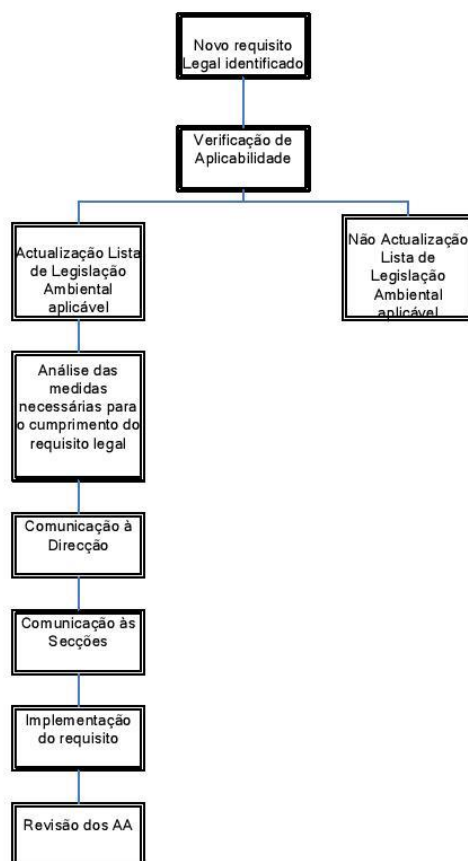 Novo requisito
Legal identificado
Verificação de
Aplicabilidade
Actualização Lista
de Legislação
Ambiental
aplicável
Não Actualização
Lista de
Legislação
Ambiental
aplicável
Análise das
medidas
necessárias para
o cumprimento do
requisito legal
Comunicação à
Direcção
Comunicação às
Secções
Implementação
do requisito
Revisão dos AA